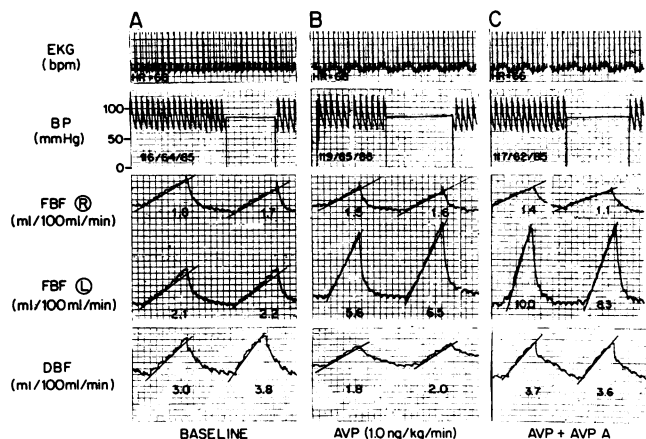 A B C
EKG
(bpm)
HR=66 HR=66 HR=66
BP
(mmHg)
100
50
0
116/64/85 119/65/86 117/62/85
FBF Ⓡ
(ml/100ml/min)
1.7 1.5 1.6 1.4 1.1
FBF Ⓛ
(ml/100ml/min)
2.1 2.2 5.6 6.5 10.0 8.3
DBF
(ml/100ml/min)
3.0 3.8 1.8 2.0 3.7 3.6
BASELINE AVP (1.0 ng/kg/min) AVP + AVP A